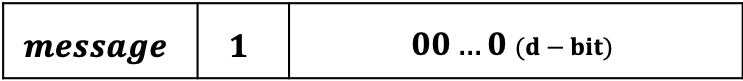 message 1 00 ... 0 (d – bit)